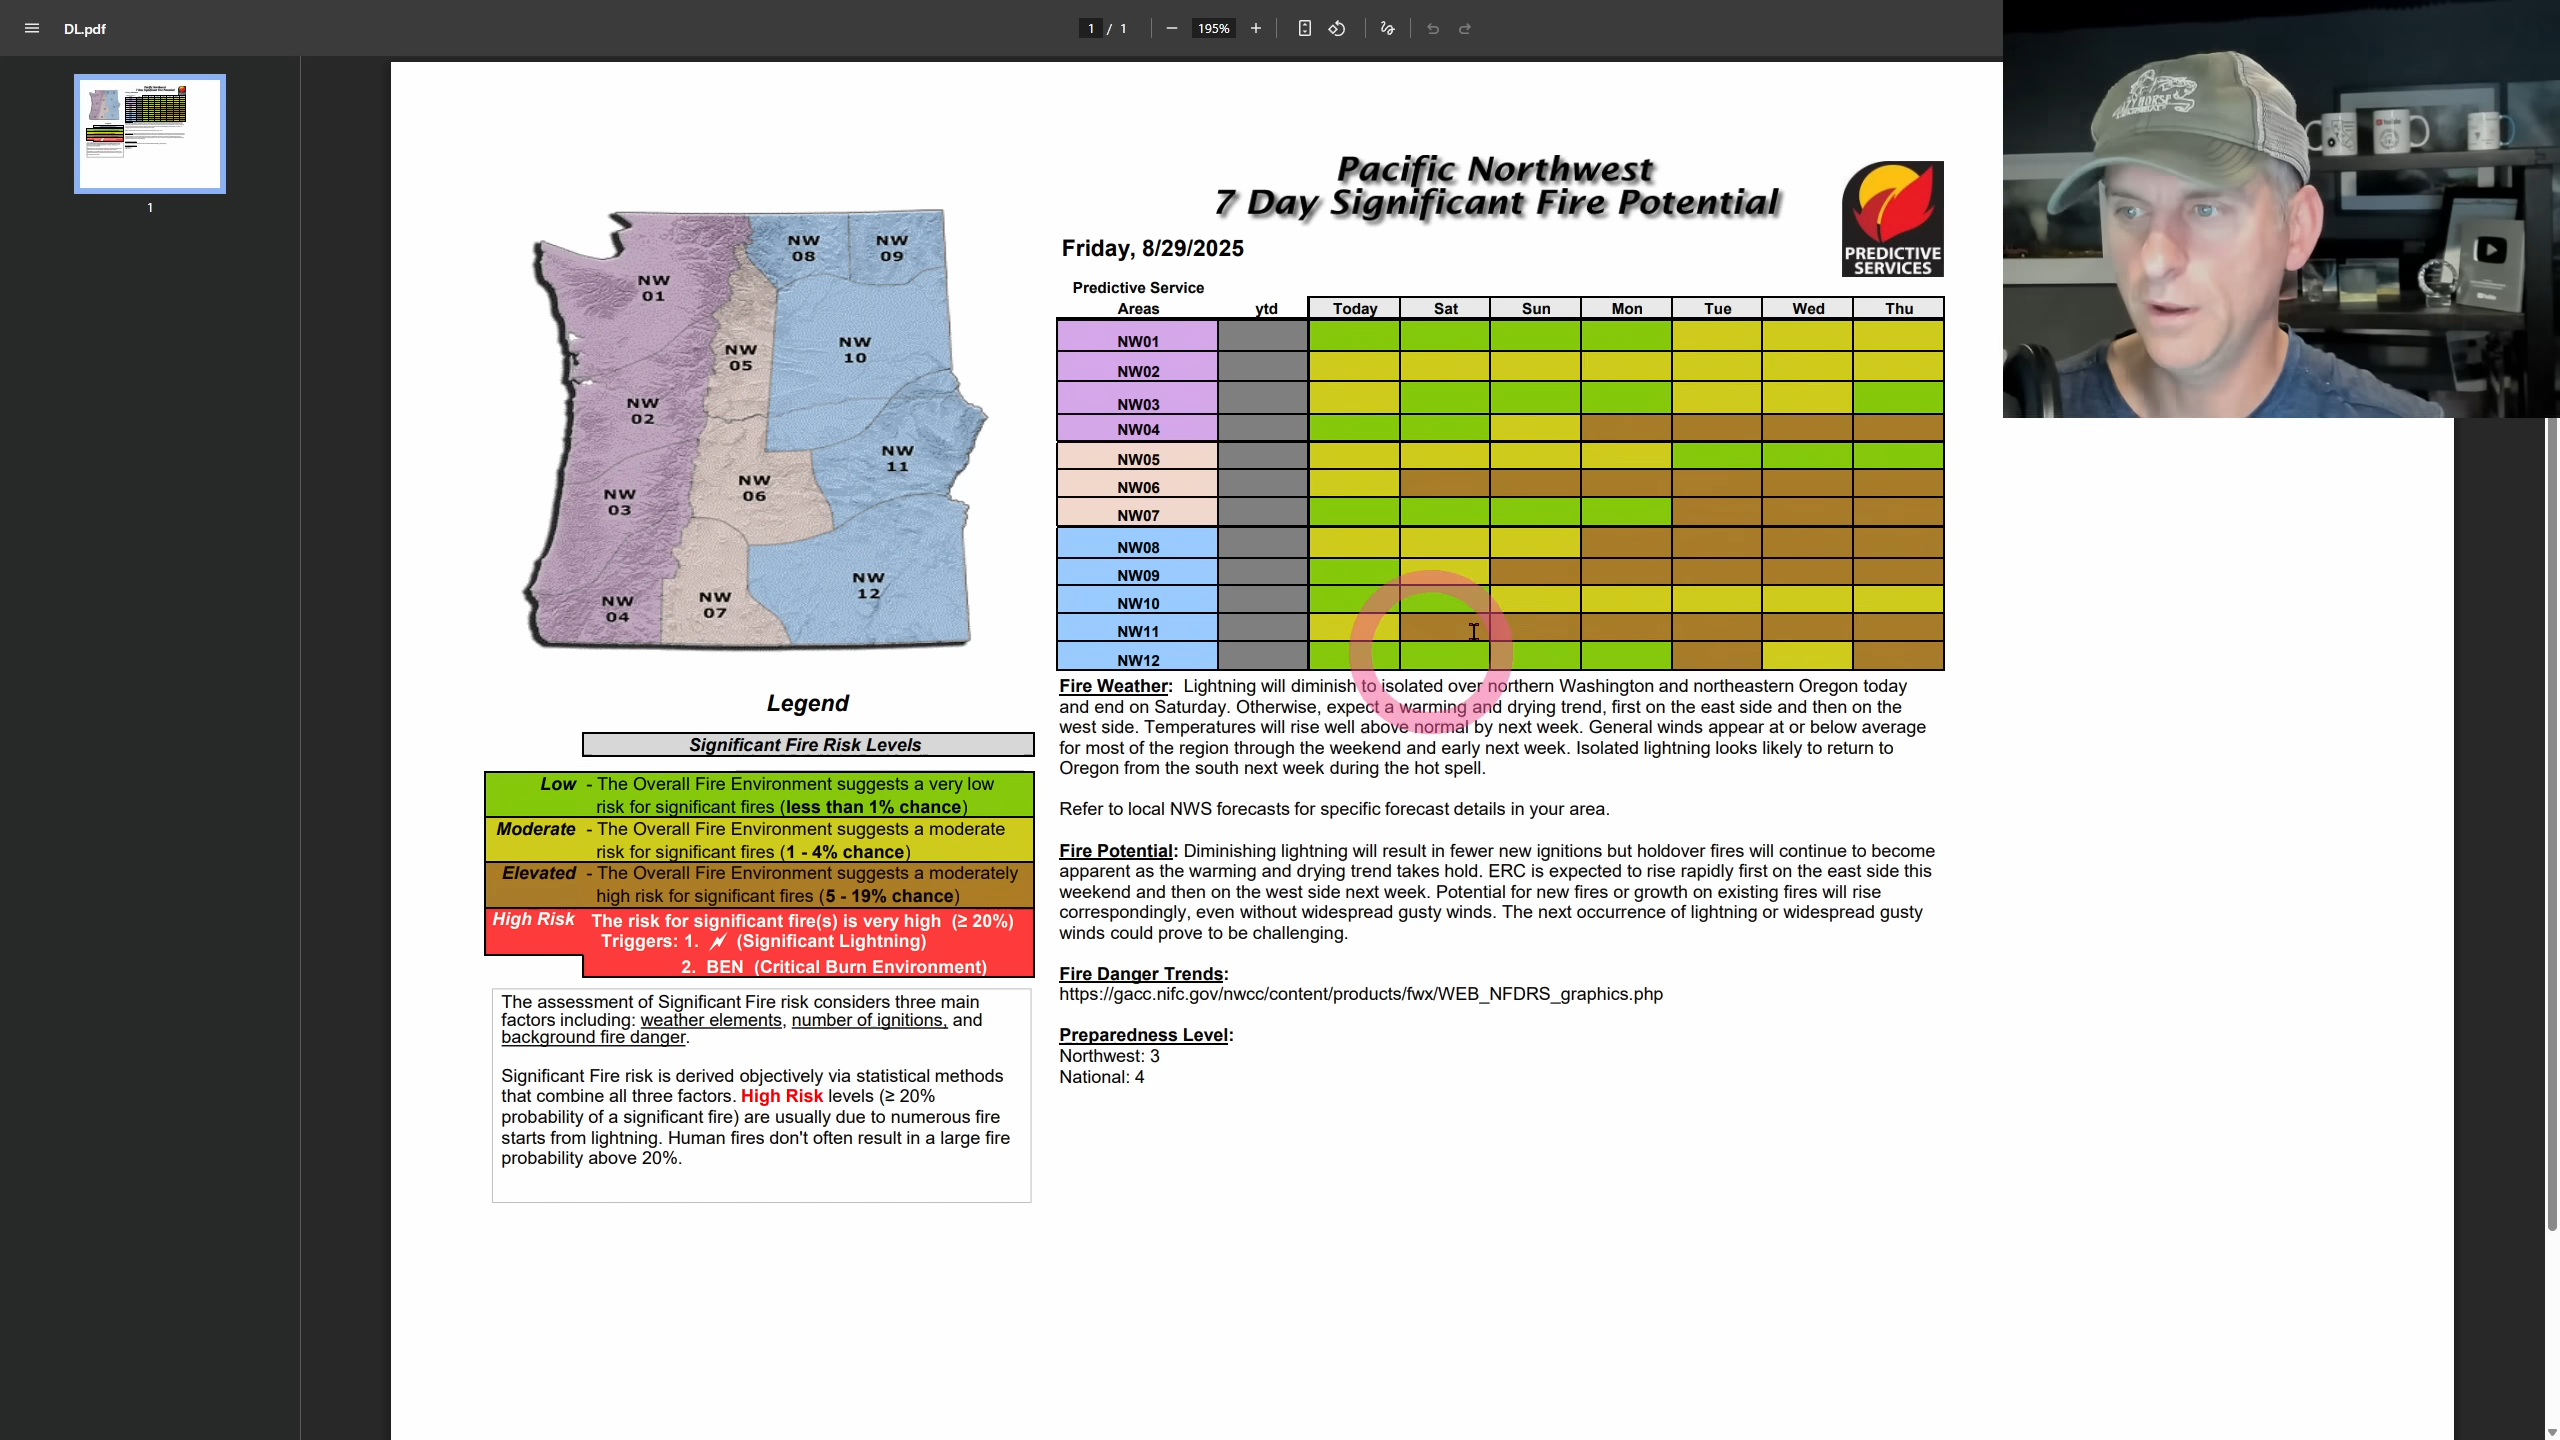 DL.pdf
1 / 1
195%
1
Pacific Northwest
7 Day Significant Fire Potential
PREDICTIVE
SERVICES
Friday, 8/29/2025
NW
01
NW
02
NW
03
NW
04
NW
05
NW
06
NW
07
NW
08
NW
09
NW
10
NW
11
NW
12
Predictive Service
Areas ytd Today Sat Sun Mon Tue Wed Thu
NW01
NW02
NW03
NW04
NW05
NW06
NW07
NW08
NW09
NW10
NW11
NW12
Legend
Significant Fire Risk Levels
Low - The Overall Fire Environment suggests a very low
risk for significant fires (less than 1% chance)
Moderate - The Overall Fire Environment suggests a moderate
risk for significant fires (1 - 4% chance)
Elevated - The Overall Fire Environment suggests a moderately
high risk for significant fires (5 - 19% chance)
High Risk The risk for significant fire(s) is very high (≥ 20%)
Triggers: 1. (Significant Lightning)
2. BEN (Critical Burn Environment)
The assessment of Significant Fire risk considers three main
factors including: weather elements, number of ignitions, and
background fire danger.
Significant Fire risk is derived objectively via statistical methods
that combine all three factors. High Risk levels (≥ 20%
probability of a significant fire) are usually due to numerous fire
starts from lightning. Human fires don't often result in a large fire
probability above 20%.
Fire Weather: Lightning will diminish to isolated over northern Washington and northeastern Oregon today
and end on Saturday. Otherwise, expect a warming and drying trend, first on the east side and then on the
west side. Temperatures will rise well above normal by next week. General winds appear at or below average
for most of the region through the weekend and early next week. Isolated lightning looks likely to return to
Oregon from the south next week during the hot spell.
Refer to local NWS forecasts for specific forecast details in your area.
Fire Potential: Diminishing lightning will result in fewer new ignitions but holdover fires will continue to become
apparent as the warming and drying trend takes hold. ERC is expected to rise rapidly first on the east side this
weekend and then on the west side next week. Potential for new fires or growth on existing fires will rise
correspondingly, even without widespread gusty winds. The next occurrence of lightning or widespread gusty
winds could prove to be challenging.
Fire Danger Trends:
https://gacc.nifc.gov/nwcc/content/products/fwx/WEB_NFDRS_graphics.php
Preparedness Level:
Northwest: 3
National: 4